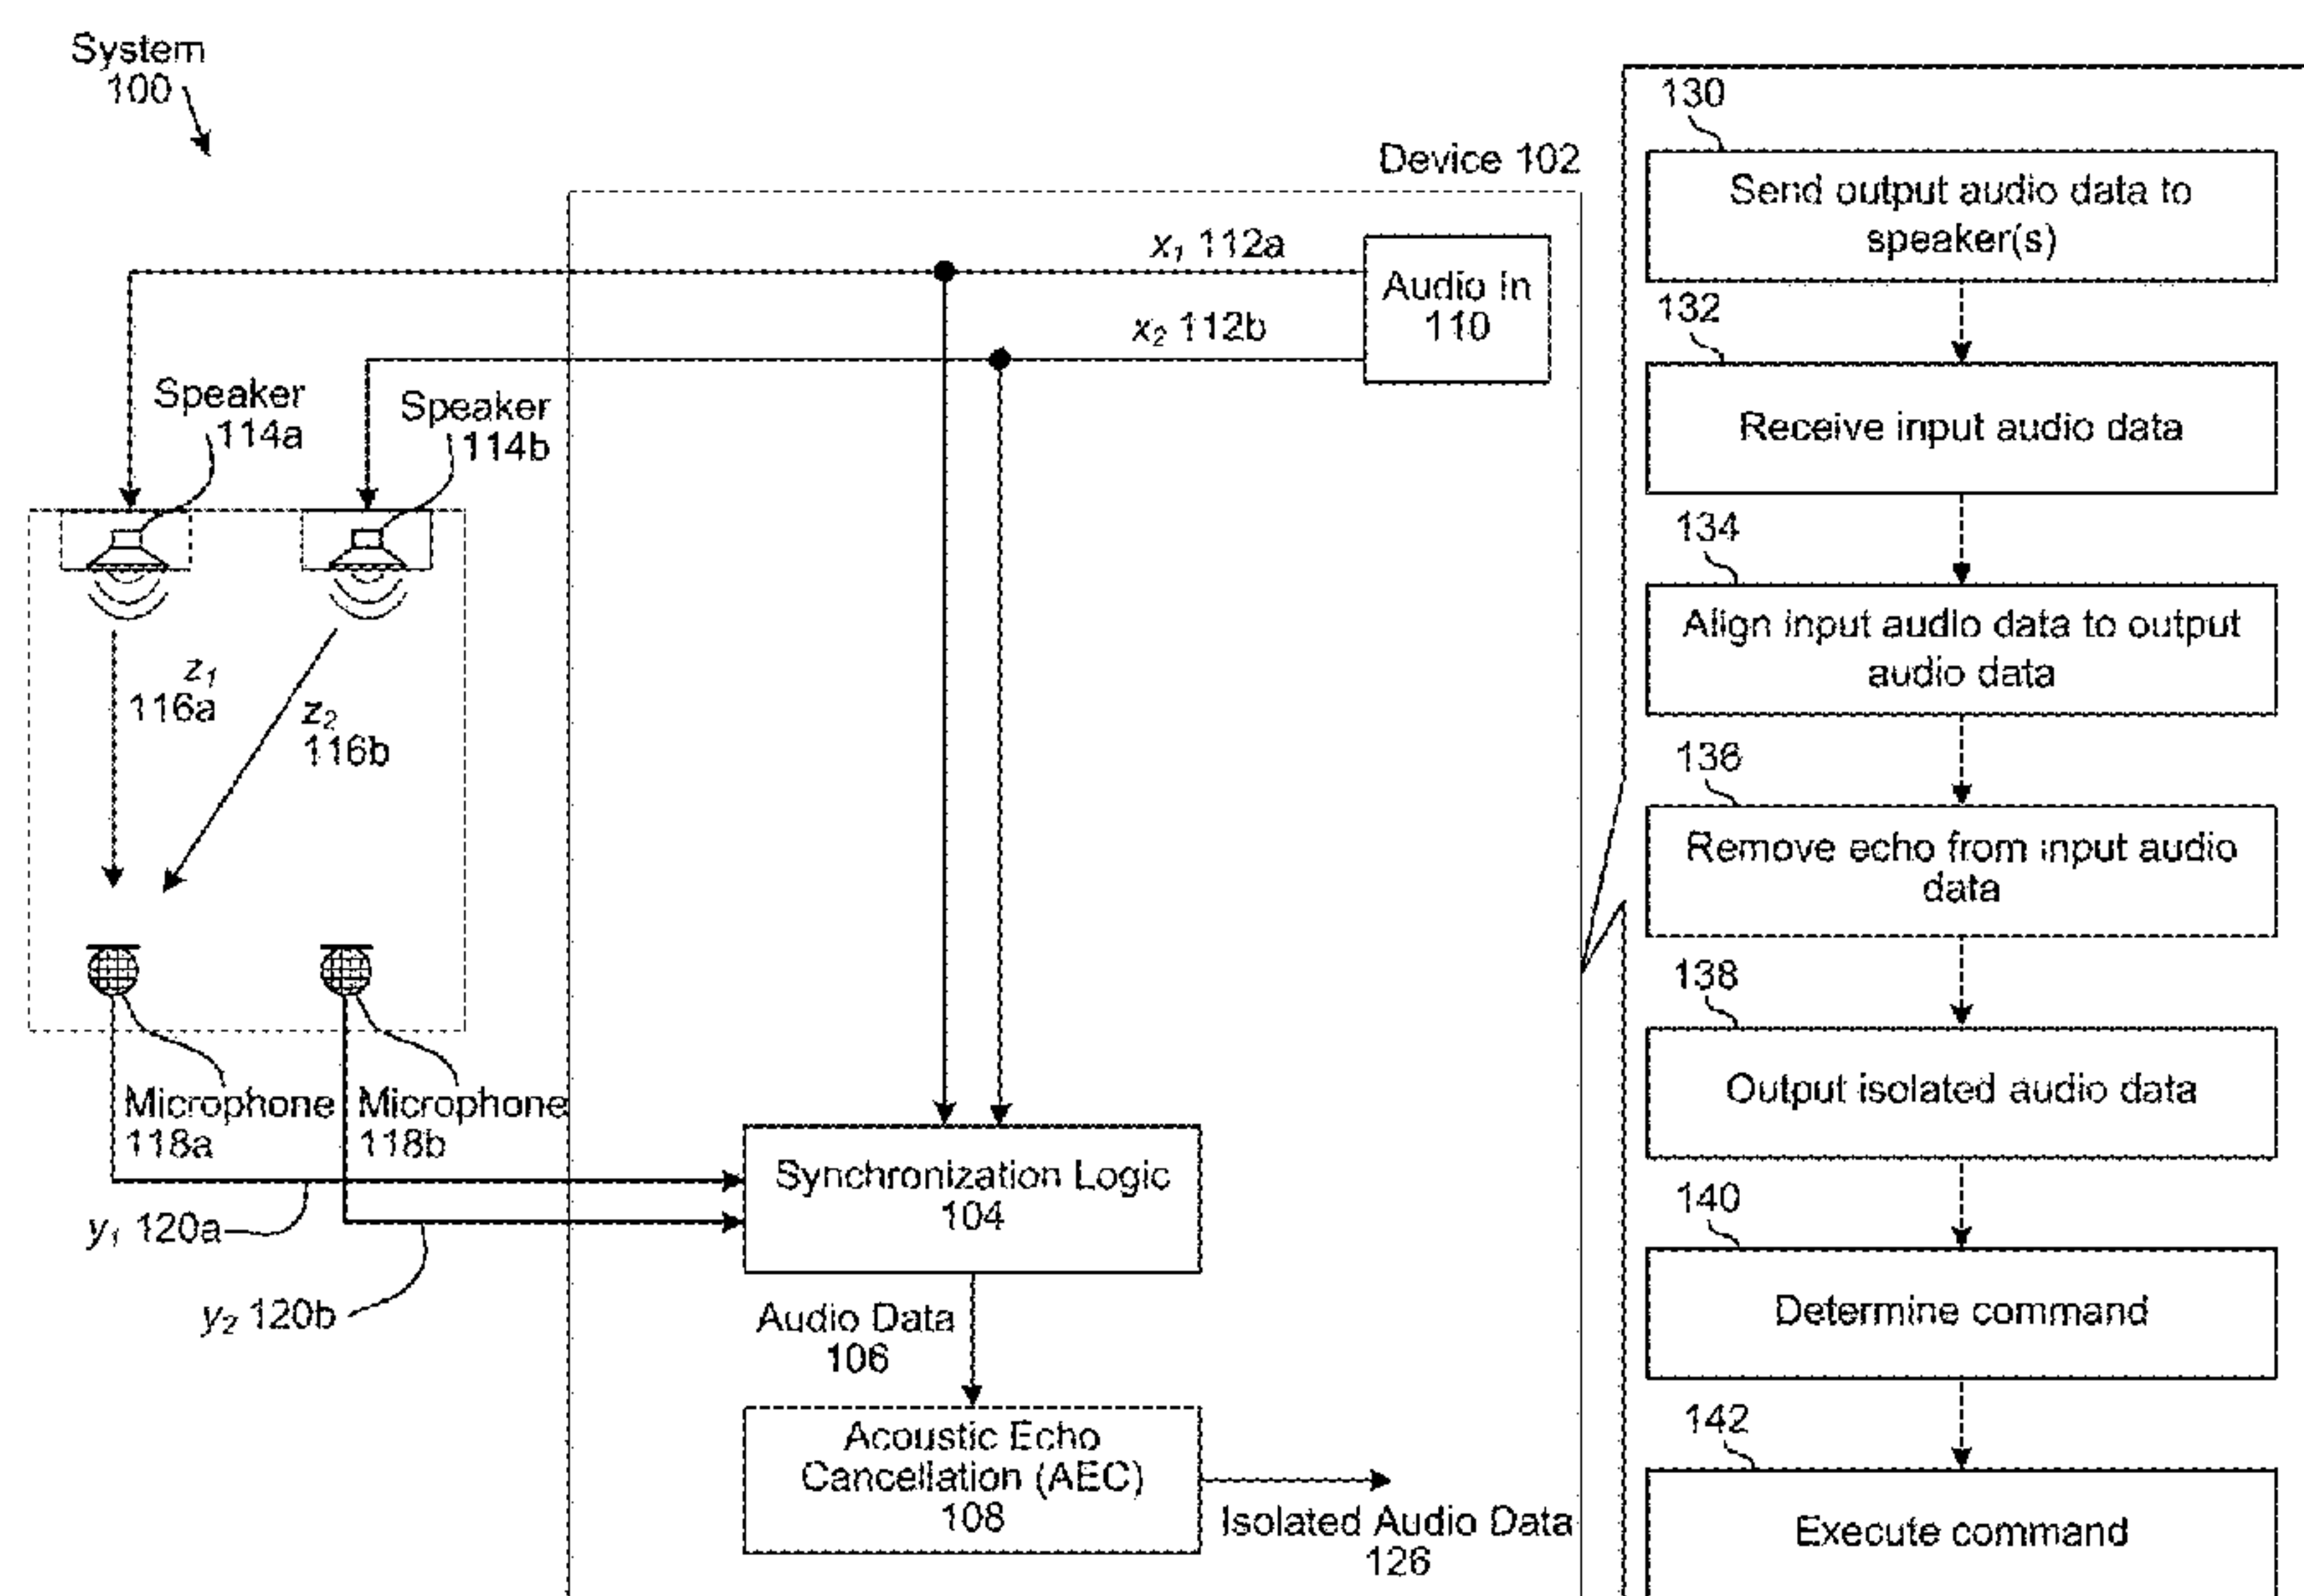 System
100
Device 102
x1 112a
x2 112b
Audio In
110
Speaker
114a
Speaker
114b
z1
116a
z2
116b
Microphone
118a
Microphone
118b
y1 120a
y2 120b
Synchronization Logic
104
Audio Data
106
Acoustic Echo
Cancellation (AEC)
108
Isolated Audio Data
126
130
Send output audio data to
speaker(s)
132
Receive input audio data
134
Align input audio data to output
audio data
136
Remove echo from input audio
data
138
Output isolated audio data
140
Determine command
142
Execute command